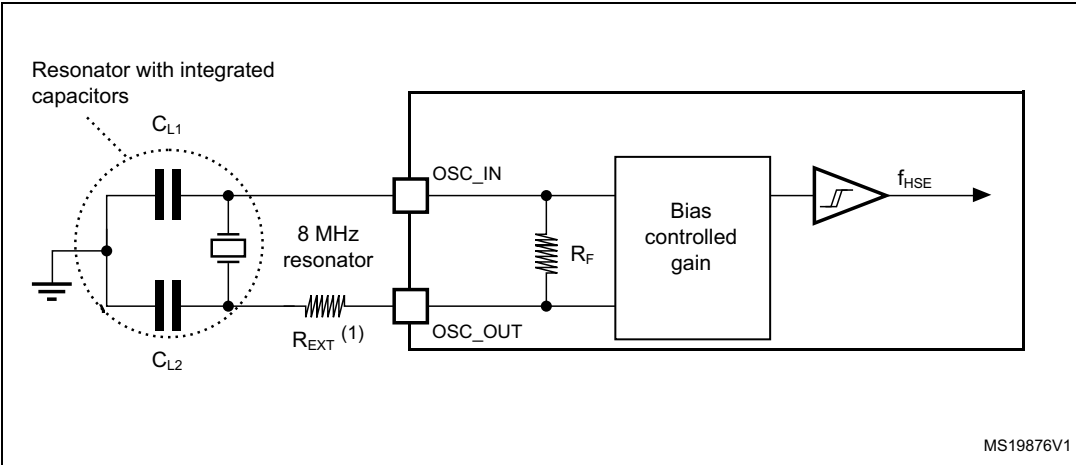 Resonator with integrated
capacitors
CL1
OSC_IN
fHSE
8 MHz
resonator
RF
Bias
controlled
gain
REXT (1)
OSC_OUT
CL2
MS19876V1